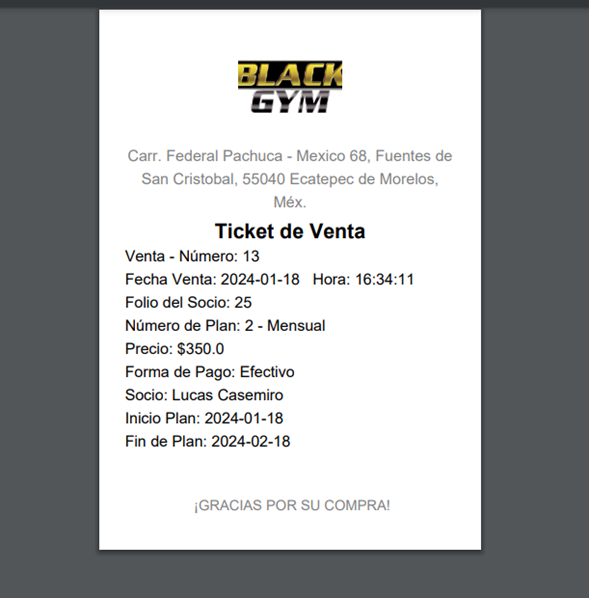 BLACK
GYM
Carr. Federal Pachuca - Mexico 68, Fuentes de
San Cristobal, 55040 Ecatepec de Morelos,
Méx.
Ticket de Venta
Venta - Número: 13
Fecha Venta: 2024-01-18 Hora: 16:34:11
Folio del Socio: 25
Número de Plan: 2 - Mensual
Precio: $350.0
Forma de Pago: Efectivo
Socio: Lucas Casemiro
Inicio Plan: 2024-01-18
Fin de Plan: 2024-02-18
¡GRACIAS POR SU COMPRA!